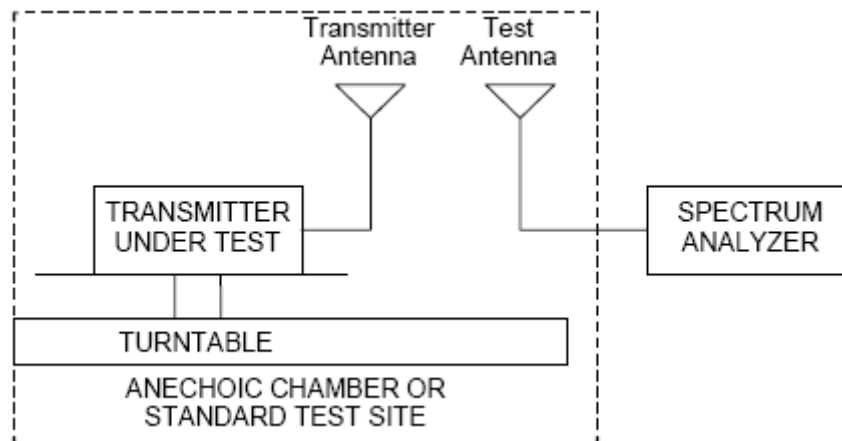 Transmitter
Antenna
Test
Antenna
TRANSMITTER
UNDER TEST
SPECTRUM
ANALYZER
TURNTABLE
ANECHOIC CHAMBER OR
STANDARD TEST SITE